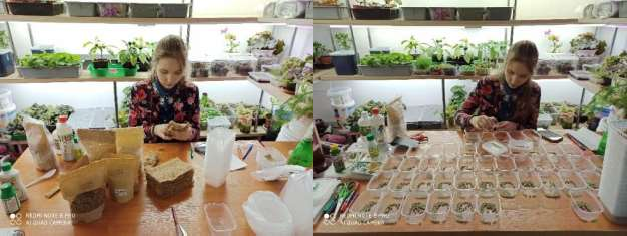 REDMI NOTE 8 PRO
AI QUAD CAMERA
REDMI NOTE 8 PRO
AI QUAD CAMERA